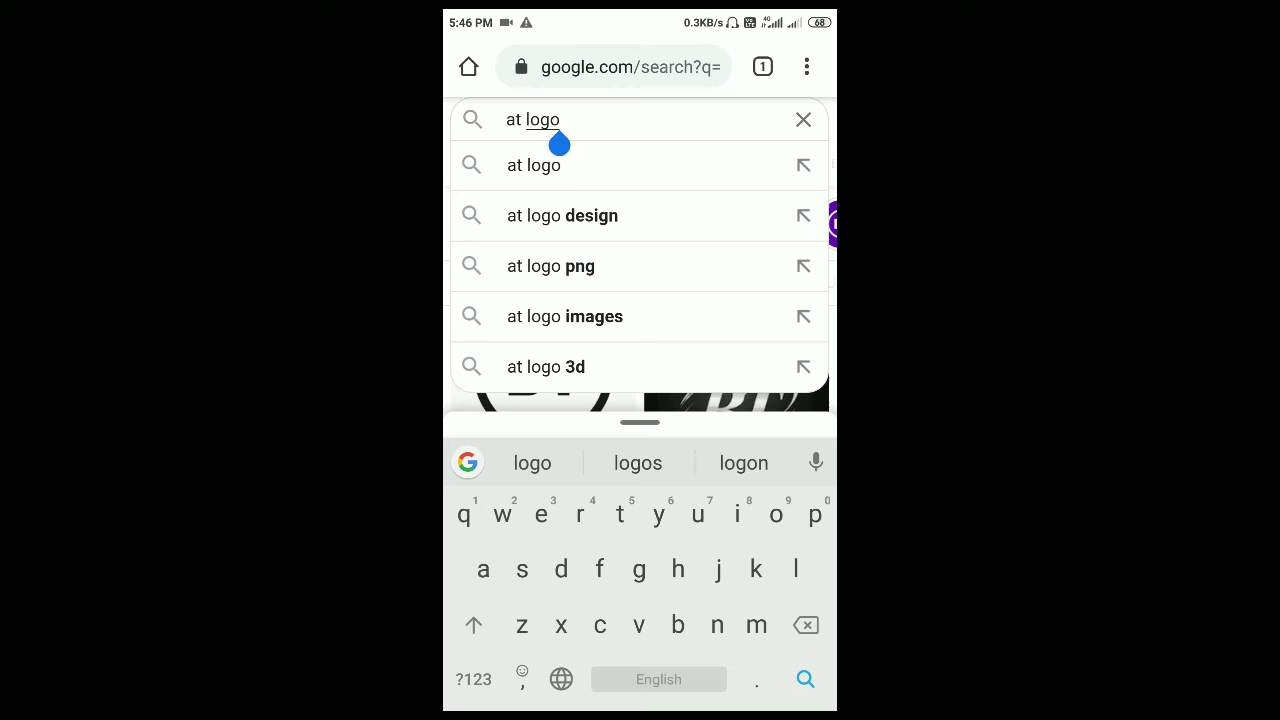 5:46 PM 0.3KB/s 4G 68
google.com/search?q= 1
at logo
at logo
at logo design
at logo png
at logo images
at logo 3d
logo logos logon
1 2 3 4 5 6 7 8 9 0
q w e r t y u i o p
a s d f g h j k l
z x c v b n m
?123 , English .